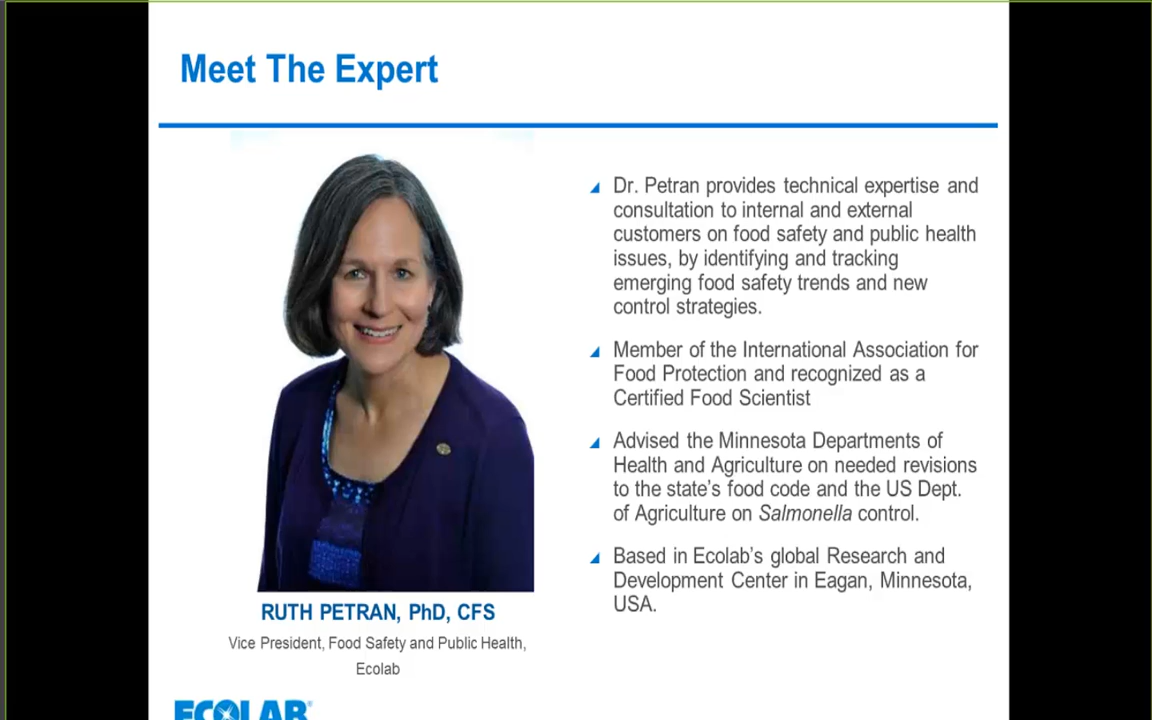 Meet The Expert
Dr. Petran provides technical expertise and
consultation to internal and external
customers on food safety and public health
issues, by identifying and tracking
emerging food safety trends and new
control strategies.
Member of the International Association for
Food Protection and recognized as a
Certified Food Scientist
Advised the Minnesota Departments of
Health and Agriculture on needed revisions
to the state's food code and the US Dept.
of Agriculture on Salmonella control.
Based in Ecolab's global Research and
Development Center in Eagan, Minnesota,
USA.
RUTH PETRAN, PhD, CFS
Vice President, Food Safety and Public Health,
Ecolab
ECOLAB®